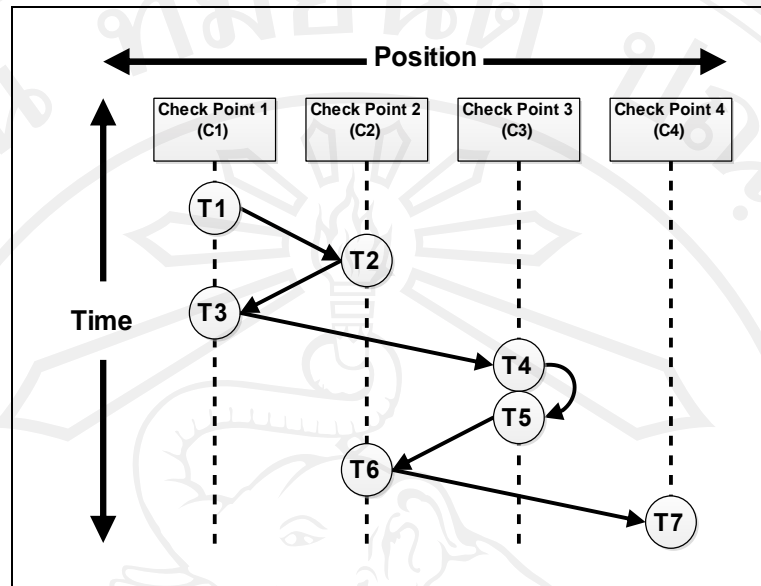 Position
Check Point 1
(C1)
Check Point 2
(C2)
Check Point 3
(C3)
Check Point 4
(C4)
T1
T2
T3
Time
T4
T5
T6
T7